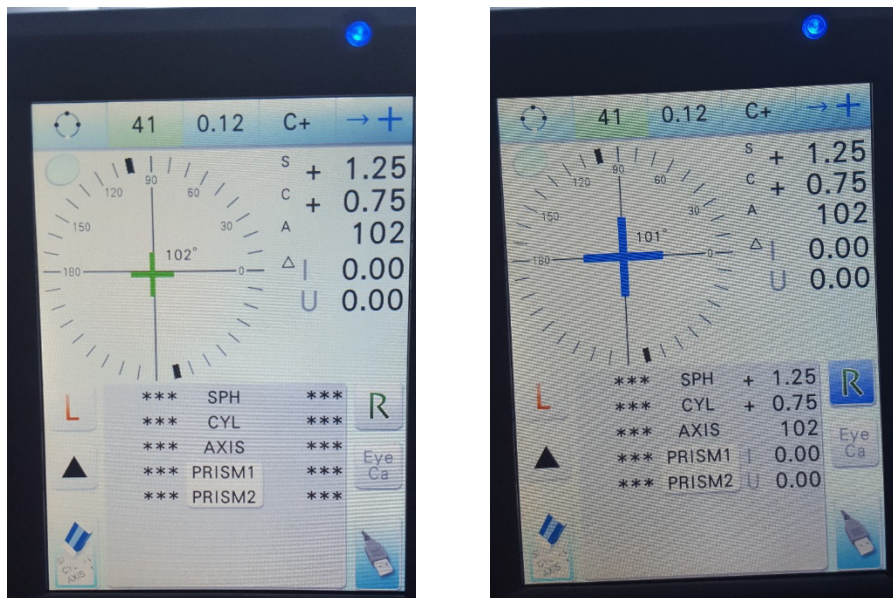 41 0.12 C+ → +
S + 1.25
C + 0.75
A 102
△ I 0.00
U 0.00
120 90 60
150 30
102°
180 0
L *** SPH *** R
*** CYL ***
*** AXIS ***
▲ *** PRISM1 *** Eye Ca
*** PRISM2 ***
CYL
AXIS
41 0.12 C+ → +
S + 1.25
C + 0.75
A 102
△ I 0.00
U 0.00
120 90 60
150 30
101°
180 0
L *** SPH + 1.25 R
*** CYL + 0.75
*** AXIS 102
▲ *** PRISM1 I 0.00 Eye Ca
*** PRISM2 U 0.00
AXIS